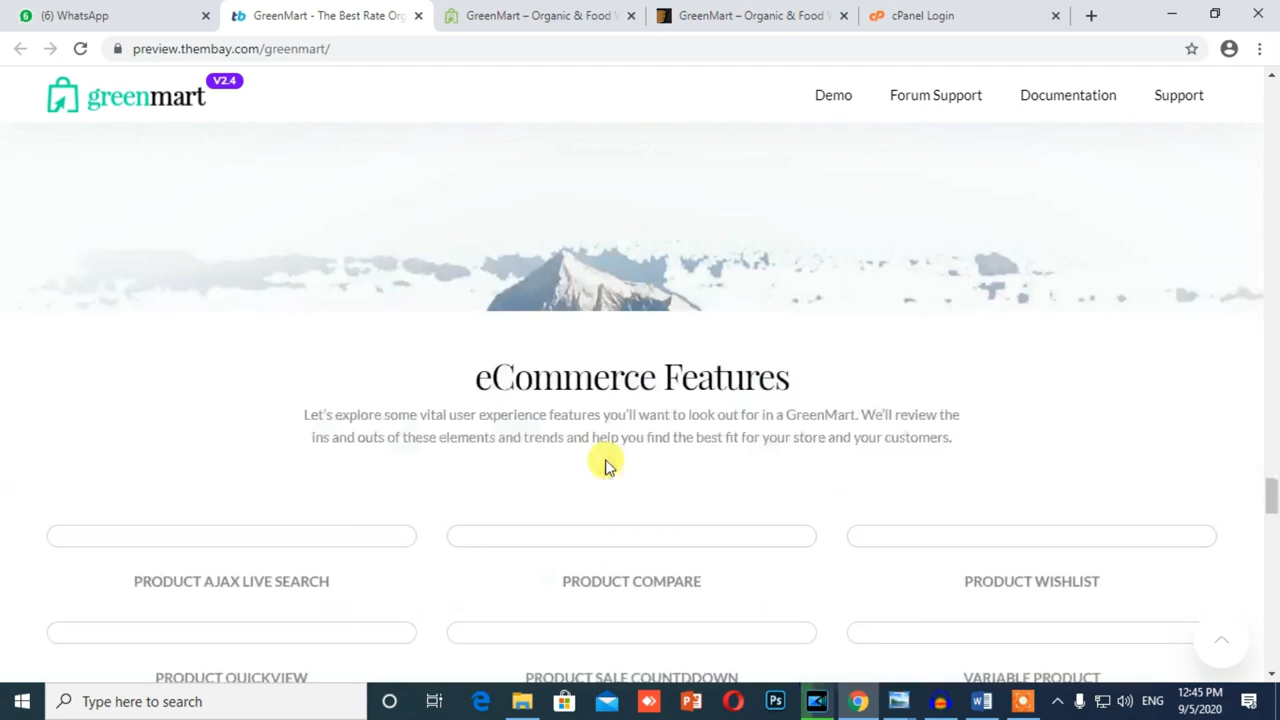 (6) WhatsApp
GreenMart - The Best Rate Org
GreenMart – Organic & Food W
GreenMart – Organic & Food W
cPanel Login
preview.thembay.com/greenmart/
greenmart
V2.4
Demo
Forum Support
Documentation
Support
eCommerce Features
Let's explore some vital user experience features you'll want to look out for in a GreenMart. We'll review the
ins and outs of these elements and trends and help you find the best fit for your store and your customers.
PRODUCT AJAX LIVE SEARCH
PRODUCT COMPARE
PRODUCT WISHLIST
PRODUCT QUICKVIEW
PRODUCT SALE COUNTDOWN
VARIABLE PRODUCT
Type here to search
ENG
12:45 PM
9/5/2020